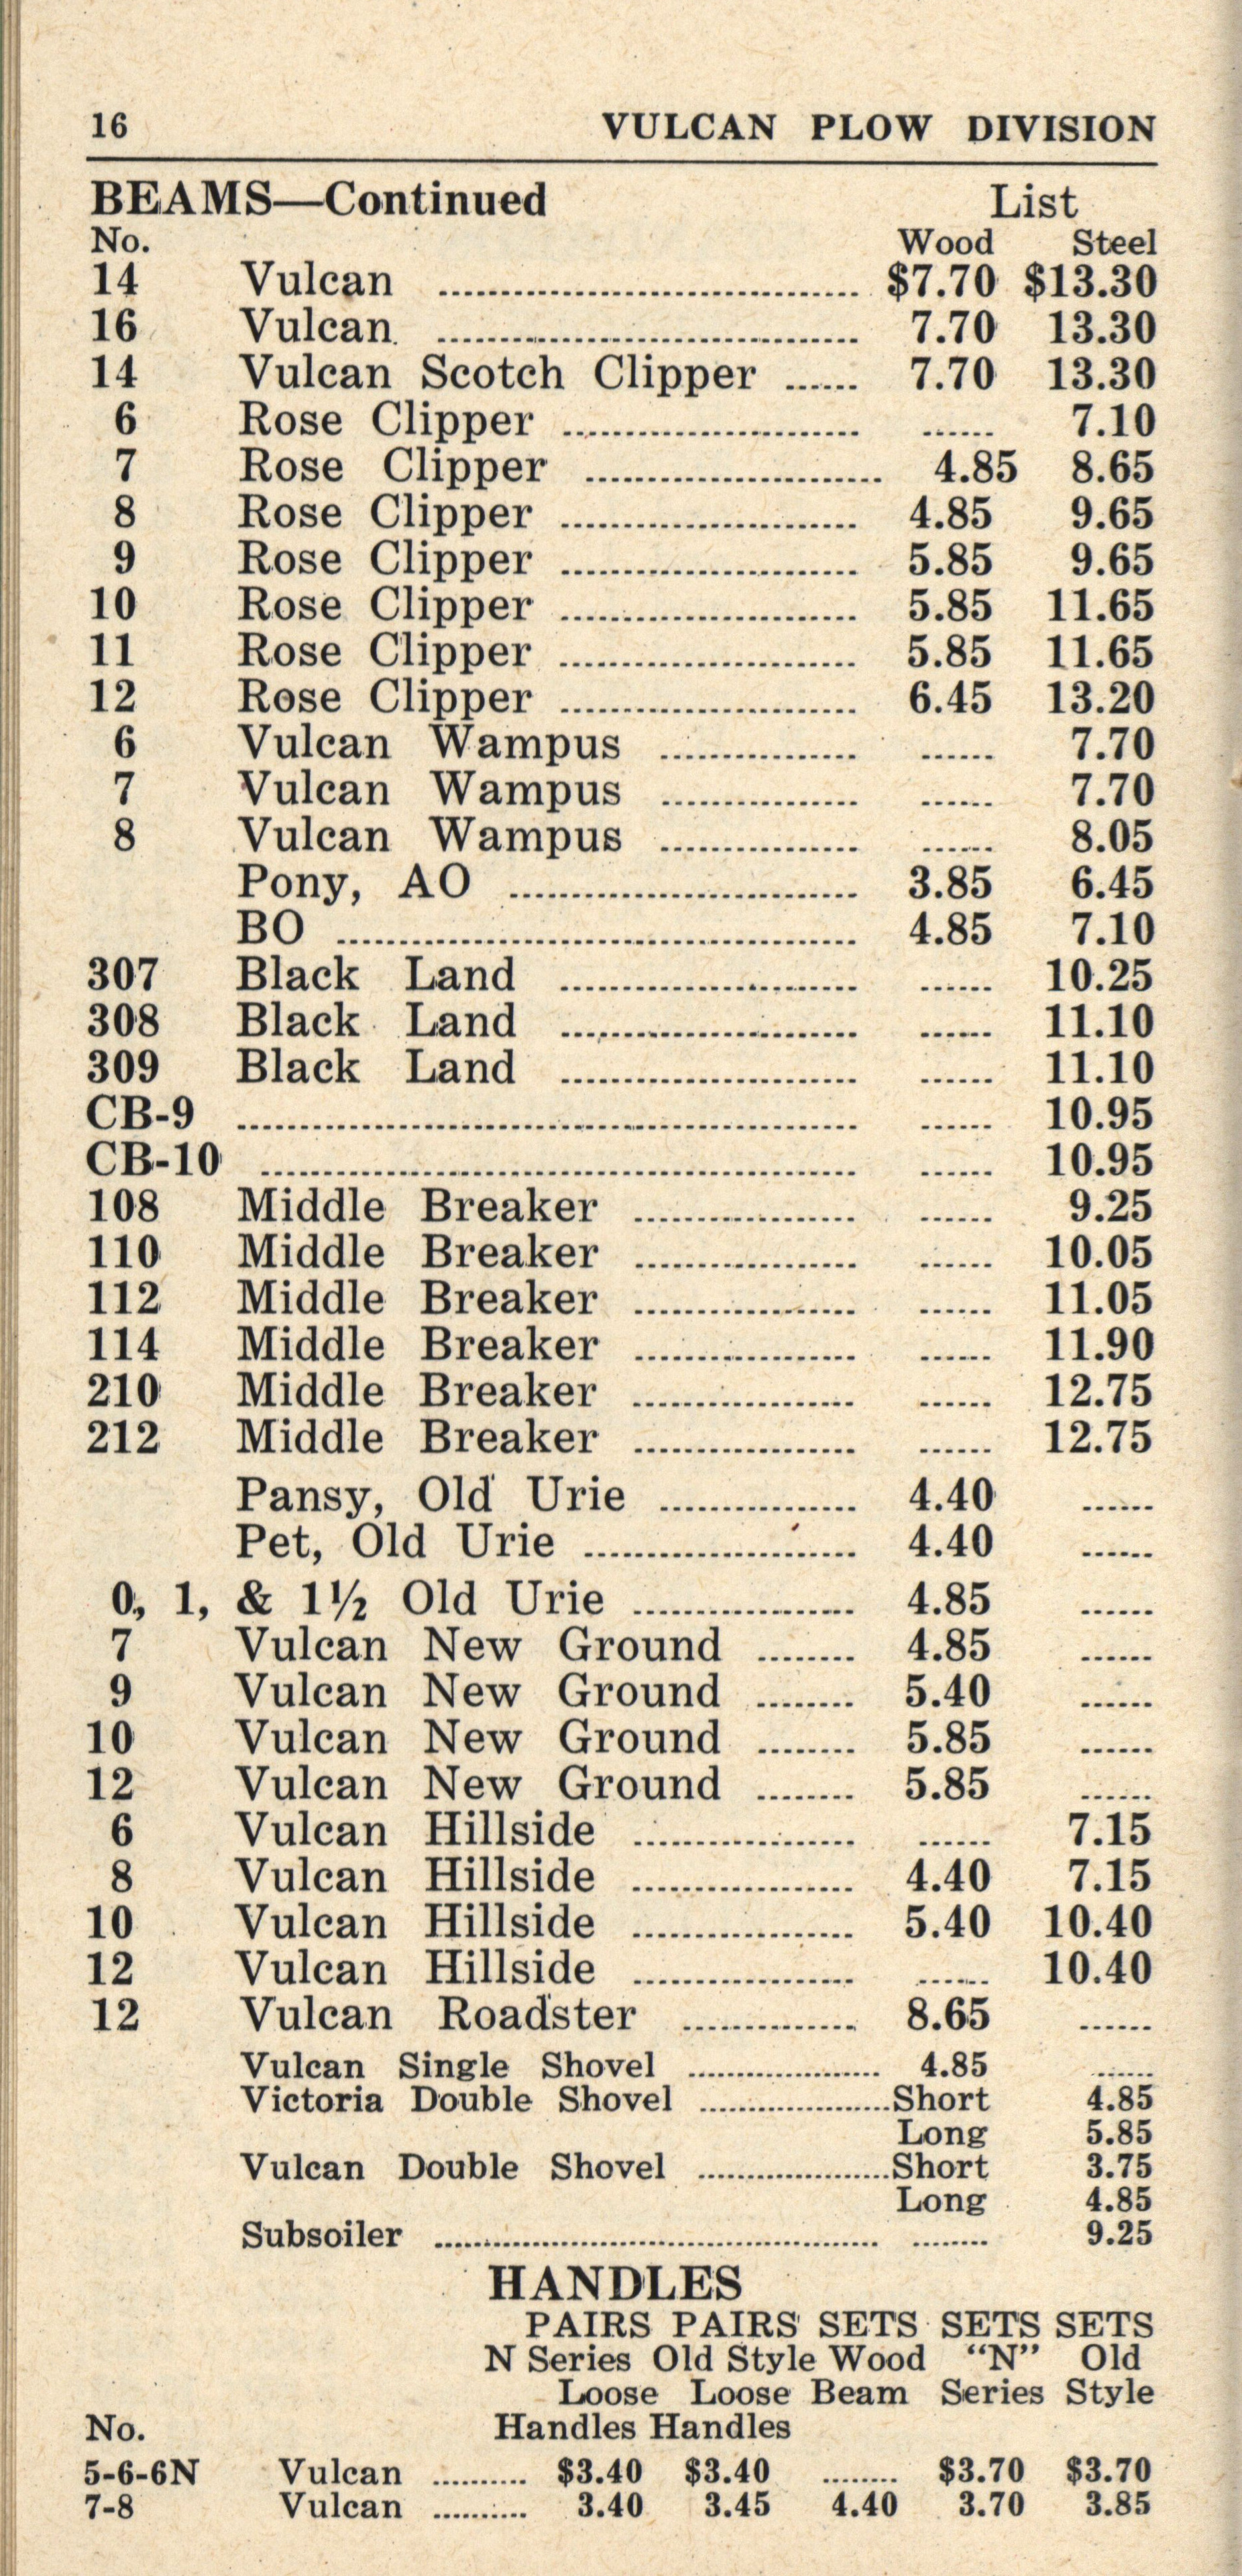 16 VULCAN PLOW DIVISION
BEAMS—Continued List
No. Wood Steel
14 Vulcan ........ $7.70 $13.30
16 Vulcan ........ 7.70 13.30
14 Vulcan Scotch Clipper ...... 7.70 13.30
6 Rose Clipper ........ ...... 7.10
7 Rose Clipper ........ 4.85 8.65
8 Rose Clipper ........ 4.85 9.65
9 Rose Clipper ........ 5.85 9.65
10 Rose Clipper ........ 5.85 11.65
11 Rose Clipper ........ 5.85 11.65
12 Rose Clipper ........ 6.45 13.20
6 Vulcan Wampus ........ ...... 7.70
7 Vulcan Wampus ........ ...... 7.70
8 Vulcan Wampus ........ ...... 8.05
Pony, AO ........ 3.85 6.45
BO ........ 4.85 7.10
307 Black Land ........ ...... 10.25
308 Black Land ........ ...... 11.10
309 Black Land ........ ...... 11.10
CB-9 ........ ...... 10.95
CB-10 ........ ...... 10.95
108 Middle Breaker ........ ...... 9.25
110 Middle Breaker ........ ...... 10.05
112 Middle Breaker ........ ...... 11.05
114 Middle Breaker ........ ...... 11.90
210 Middle Breaker ........ ...... 12.75
212 Middle Breaker ........ ...... 12.75
Pansy, Old Urie ........ 4.40 ......
Pet, Old Urie ........ 4.40 ......
0, 1, & 1½ Old Urie ........ 4.85 ......
7 Vulcan New Ground ........ 4.85 ......
9 Vulcan New Ground ........ 5.40 ......
10 Vulcan New Ground ........ 5.85 ......
12 Vulcan New Ground ........ 5.85 ......
6 Vulcan Hillside ........ ...... 7.15
8 Vulcan Hillside ........ 4.40 7.15
10 Vulcan Hillside ........ 5.40 10.40
12 Vulcan Hillside ........ ...... 10.40
12 Vulcan Roadster ........ 8.65 ......
Vulcan Single Shovel ........ 4.85 ......
Victoria Double Shovel ........Short 4.85
Long 5.85
Vulcan Double Shovel ........Short 3.75
Long 4.85
Subsoiler ........ ........ 9.25
HANDLES
PAIRS PAIRS SETS SETS SETS
N Series Old Style Wood "N" Old
Loose Loose Beam Series Style
No. Handles Handles
5-6-6N Vulcan ........ $3.40 $3.40 ........ $3.70 $3.70
7-8 Vulcan ........ 3.40 3.45 4.40 3.70 3.85